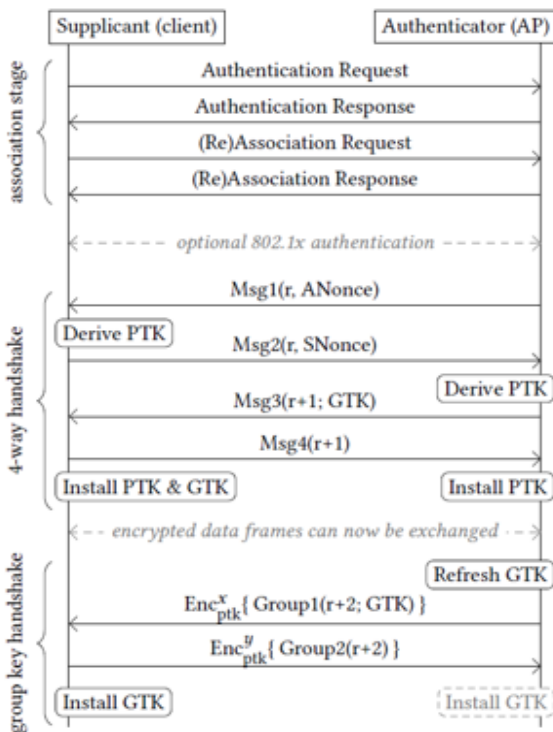 Supplicant (client)
Authenticator (AP)
association stage
Authentication Request
Authentication Response
(Re)Association Request
(Re)Association Response
optional 802.1x authentication
4-way handshake
Msg1(r, ANonce)
Derive PTK
Msg2(r, SNonce)
Derive PTK
Msg3(r+1; GTK)
Msg4(r+1)
Install PTK & GTK
Install PTK
encrypted data frames can now be exchanged
group key handshake
Refresh GTK
Enc^x_ptk{ Group1(r+2; GTK) }
Enc^y_ptk{ Group2(r+2) }
Install GTK
Install GTK